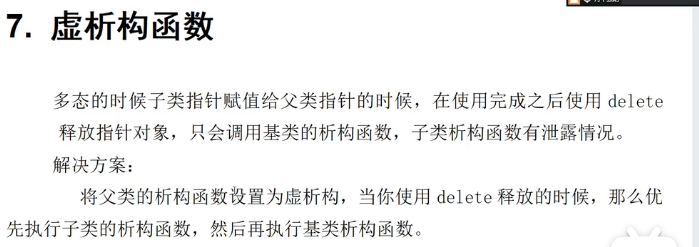 7. 虚析构函数
多态的时候子类指针赋值给父类指针的时候，在使用完成之后使用 delete
释放指针对象，只会调用基类的析构函数，子类析构函数有泄露情况。
解决方案：
将父类的析构函数设置为虚析构，当你使用 delete 释放的时候，那么优
先执行子类的析构函数，然后再执行基类析构函数。